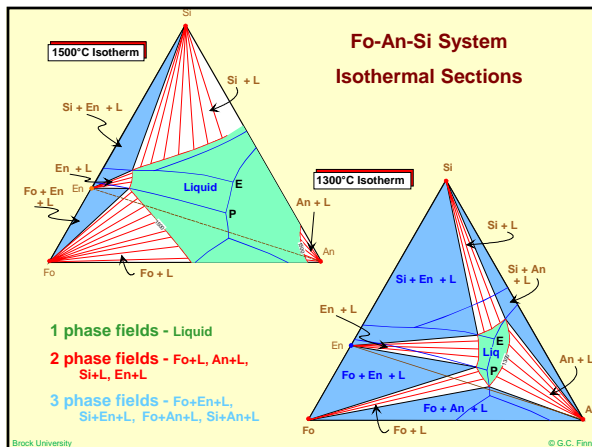 Fo-An-Si System
Isothermal Sections
1500°C Isotherm
Si
Si + L
Si + En + L
En + L
En
Fo + En
+ L
Liquid
E
P
An + L
An
Fo
Fo + L
1300°C Isotherm
Si
Si + L
Si + An
+ L
Si + En + L
En + L
En
E
Liq
P
An + L
Fo + En + L
Fo + An + L
Fo
Fo + L
1 phase fields - Liquid
2 phase fields - Fo+L, An+L,
Si+L, En+L
3 phase fields - Fo+En+L,
Si+En+L, Fo+An+L, Si+An+L
Brock University
© G.C. Finn